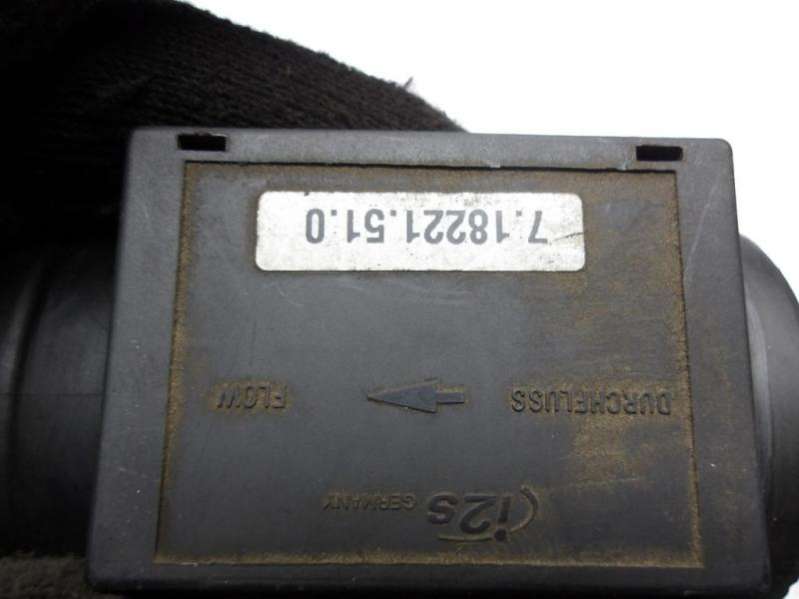 i2s GERMANY
DURCHFLUSS FLOW
7.18221.51.0